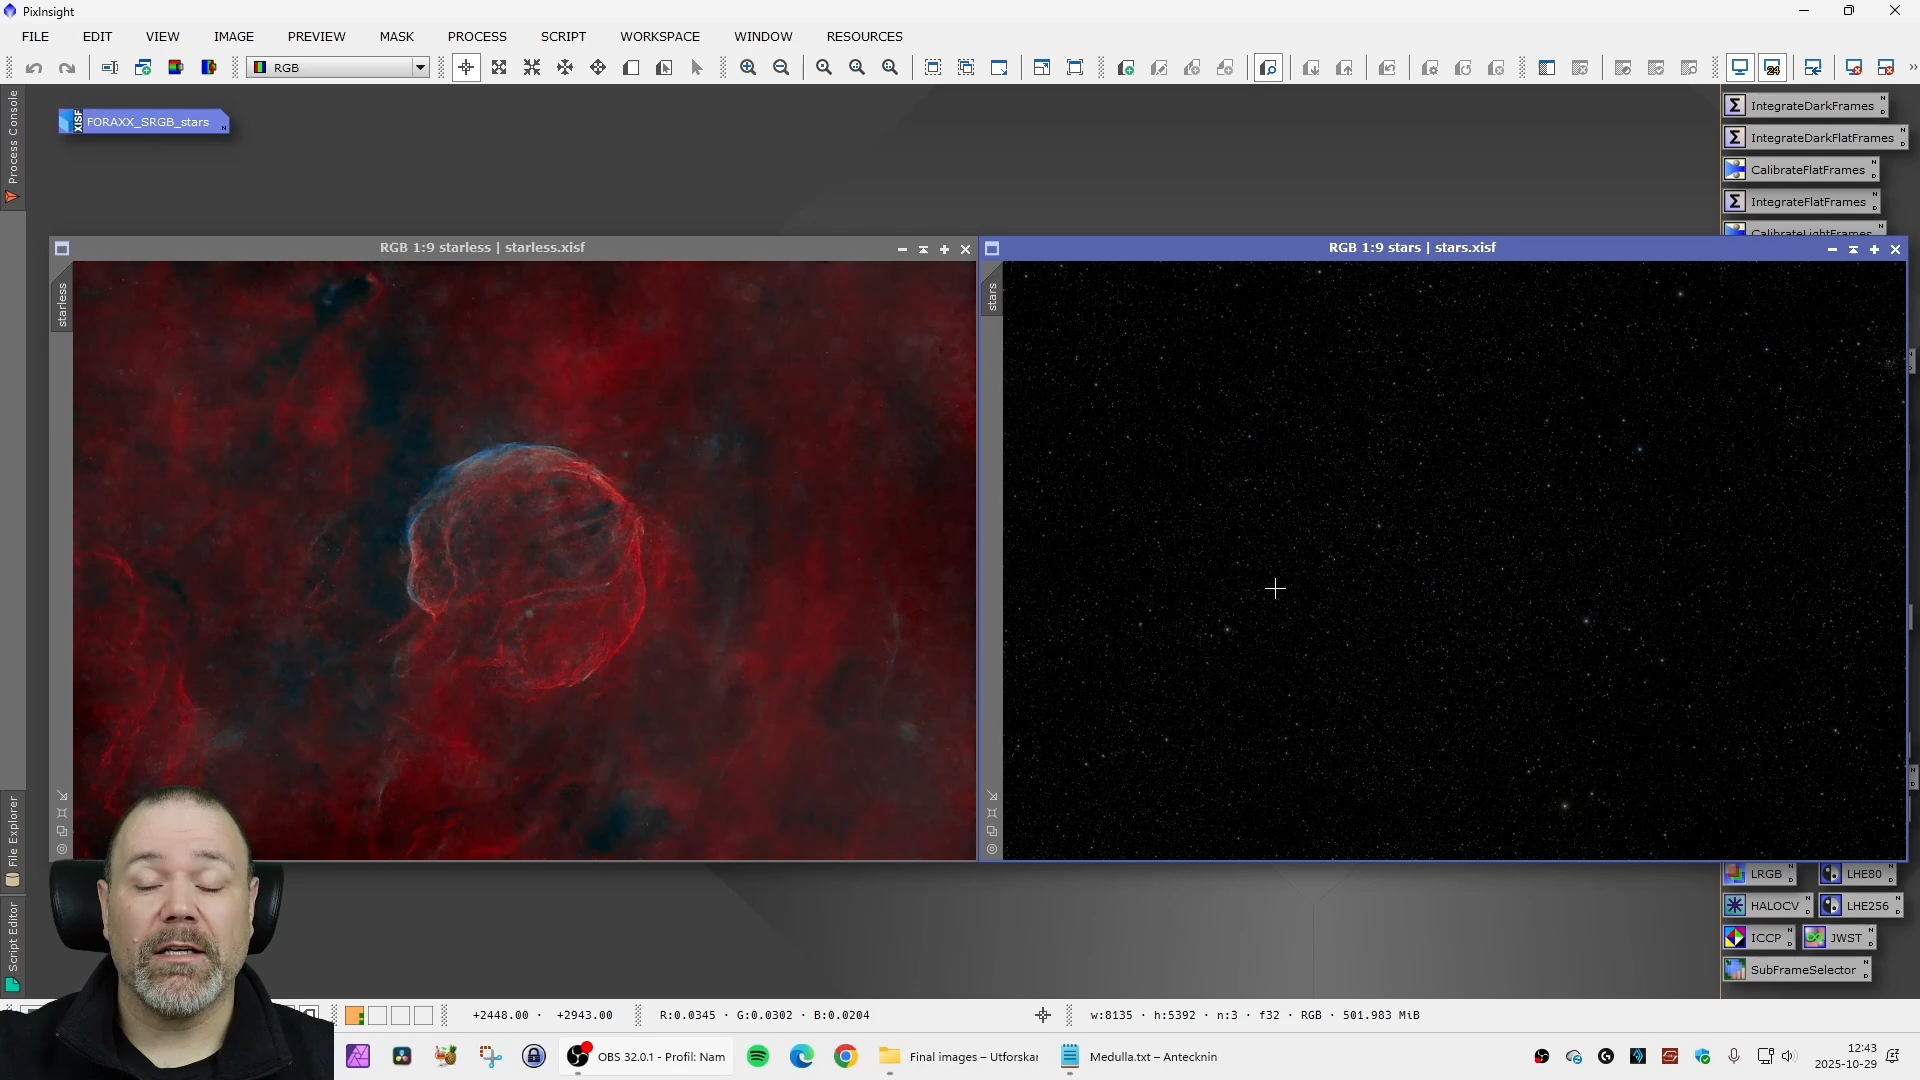 PixInsight
FILE EDIT VIEW IMAGE PREVIEW MASK PROCESS SCRIPT WORKSPACE WINDOW RESOURCES
RGB
24
Process Console
XISF FORAXX_SRGB_stars
IntegrateDarkFrames
IntegrateDarkFlatFrames
CalibrateFlatFrames
IntegrateFlatFrames
CalibrateLightFrames
RGB 1:9 starless | starless.xisf
RGB 1:9 stars | stars.xisf
starless
stars
File Explorer
Script Editor
LRGB LHE80
HALOCV LHE256
ICCP JWST
SubFrameSelector
+2448.00 · +2943.00 R:0.0345 · G:0.0302 · B:0.0204 w:8135 · h:5392 · n:3 · f32 · RGB · 501.983 MiB
OBS 32.0.1 - Profil: Nam
Final images – Utforskar
Medulla.txt – Antecknin
12:43
2025-10-29